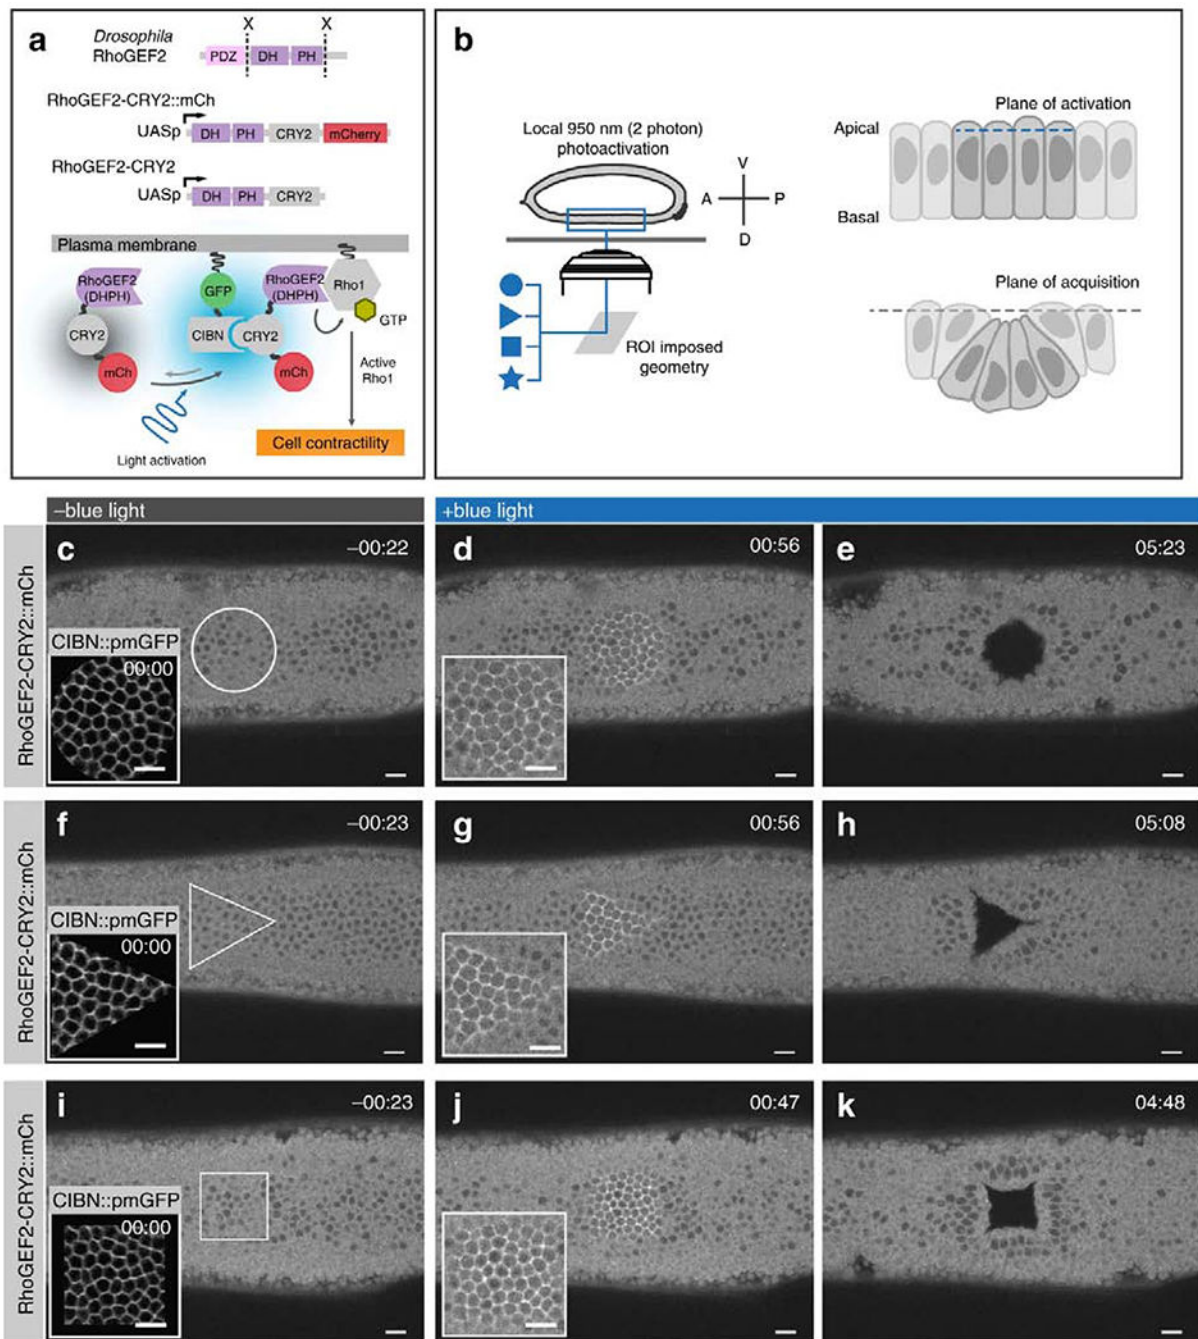 a
Drosophila
RhoGEF2
X
X
PDZ
DH
PH
RhoGEF2-CRY2::mCh
UASp
DH
PH
CRY2
mCherry
RhoGEF2-CRY2
UASp
DH
PH
CRY2
Plasma membrane
RhoGEF2
(DHPH)
CRY2
mCh
GFP
CIBN
CRY2
mCh
RhoGEF2
(DHPH)
Rho1
GTP
Active
Rho1
Light activation
Cell contractility
b
Local 950 nm (2 photon)
photoactivation
V
A
P
D
ROI imposed
geometry
Plane of activation
Apical
Basal
Plane of acquisition
–blue light
+blue light
RhoGEF2-CRY2::mCh
c
–00:22
CIBN::pmGFP
00:00
d
00:56
e
05:23
RhoGEF2-CRY2::mCh
f
–00:23
CIBN::pmGFP
00:00
g
00:56
h
05:08
RhoGEF2-CRY2::mCh
i
–00:23
CIBN::pmGFP
00:00
j
00:47
k
04:48